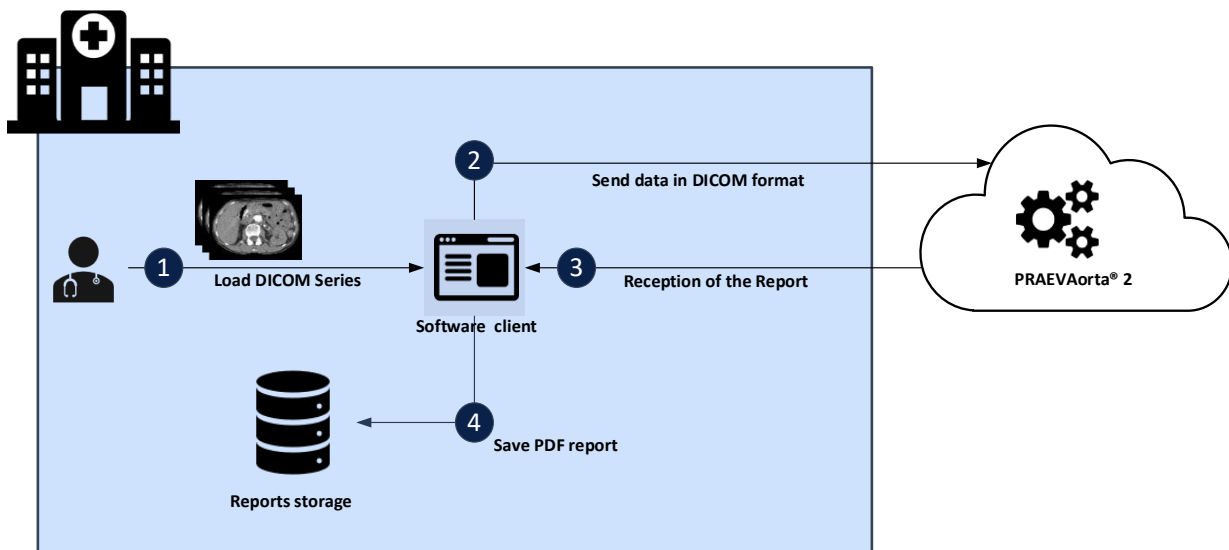 2
Send data in DICOM format
1
Load DICOM Series
3
Reception of the Report
PRAEVAorta® 2
Software client
4
Save PDF report
Reports storage